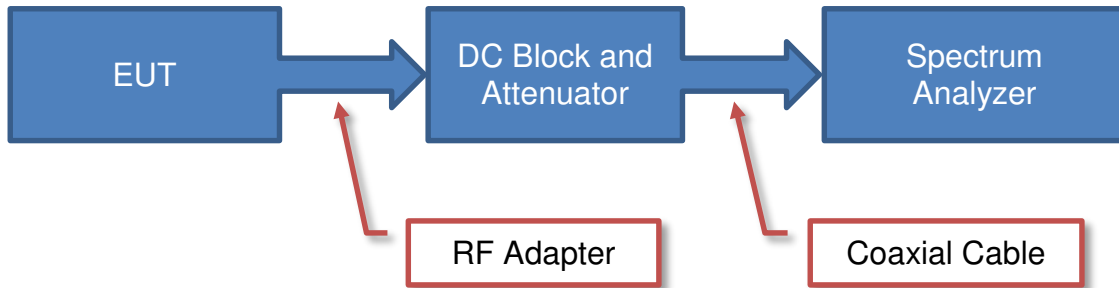 EUT
DC Block and
Attenuator
Spectrum
Analyzer
RF Adapter
Coaxial Cable